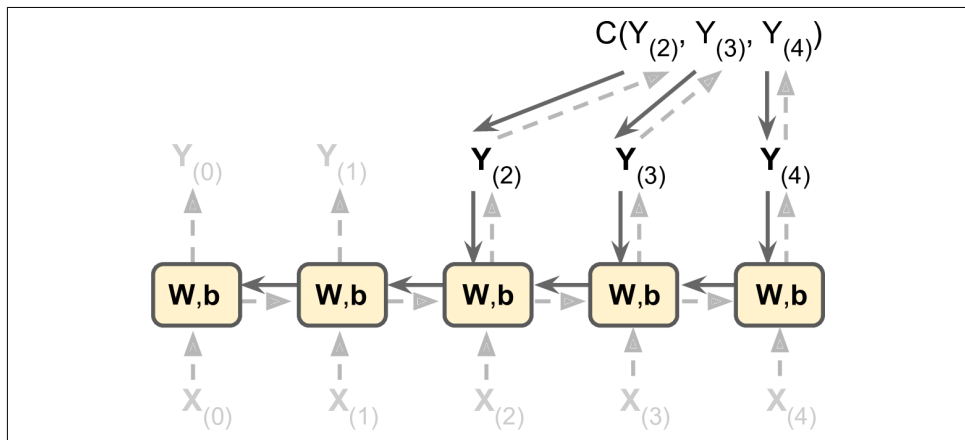 C(Y(2), Y(3), Y(4))
Y(0) Y(1) Y(2) Y(3) Y(4)
W,b W,b W,b W,b W,b
X(0) X(1) X(2) X(3) X(4)